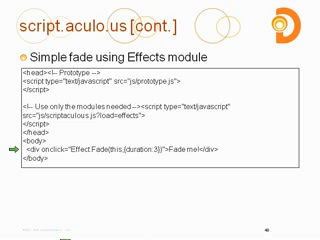 script.aculo.us [cont.]
Simple fade using Effects module
<head><!-- Prototype -->
<script type="text/javascript" src="js/prototype.js">
</script>
<!-- Use only the modules needed --><script type="text/javascript"
src="js/scriptaculous.js?load=effects">
</script>
</head>
<body>
<div onclick="Effect.Fade(this,{duration:3})">Fade me!</div>
</body>